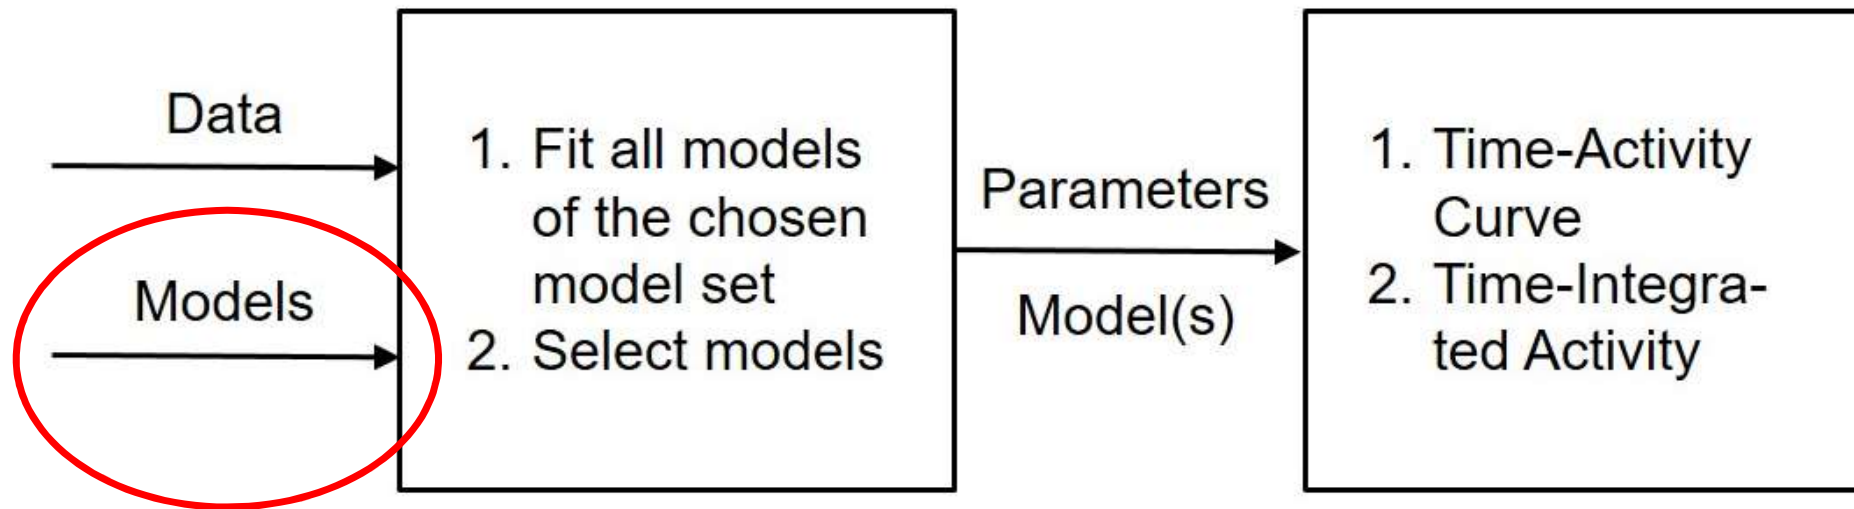 Data
Models
1. Fit all models
of the chosen
model set
2. Select models
Parameters
Model(s)
1. Time-Activity
Curve
2. Time-Integra-
ted Activity